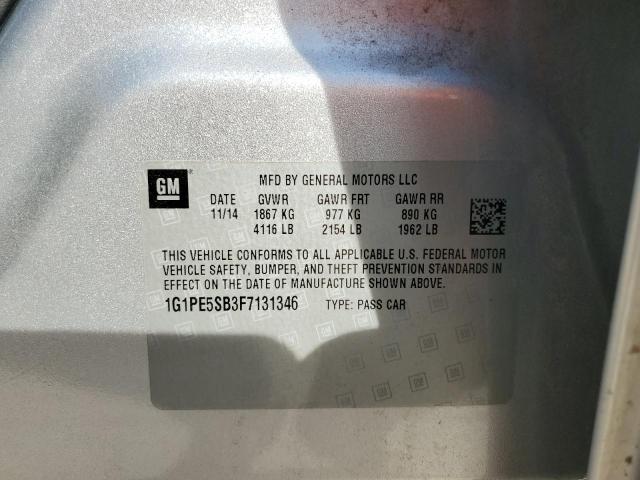 GM ®
MFD BY GENERAL MOTORS LLC
DATE GVWR GAWR FRT GAWR RR
11/14 1867 KG 977 KG 890 KG
4116 LB 2154 LB 1962 LB
THIS VEHICLE CONFORMS TO ALL APPLICABLE U.S. FEDERAL MOTOR
VEHICLE SAFETY, BUMPER, AND THEFT PREVENTION STANDARDS IN
EFFECT ON THE DATE OF MANUFACTURE SHOWN ABOVE.
1G1PE5SB3F7131346 TYPE: PASS CAR